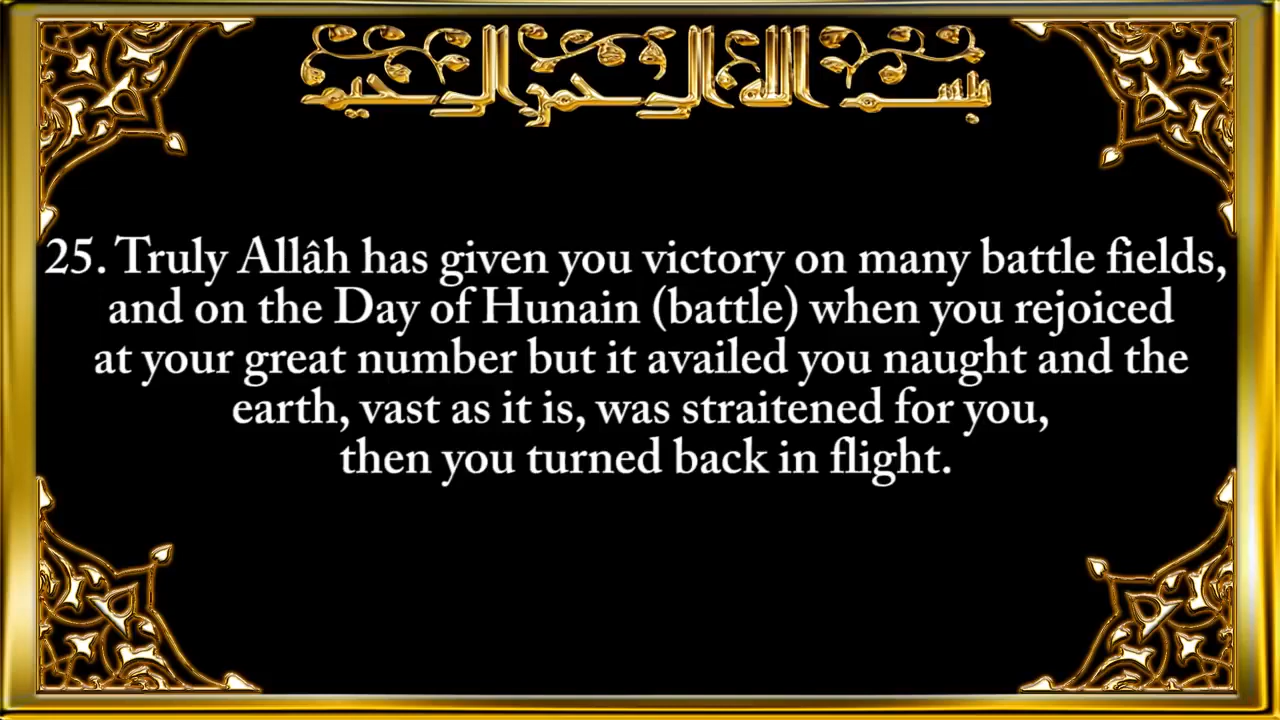 بسم الله الرحمن الرحيم
25. Truly Allâh has given you victory on many battle fields,
and on the Day of Hunain (battle) when you rejoiced
at your great number but it availed you naught and the
earth, vast as it is, was straitened for you,
then you turned back in flight.